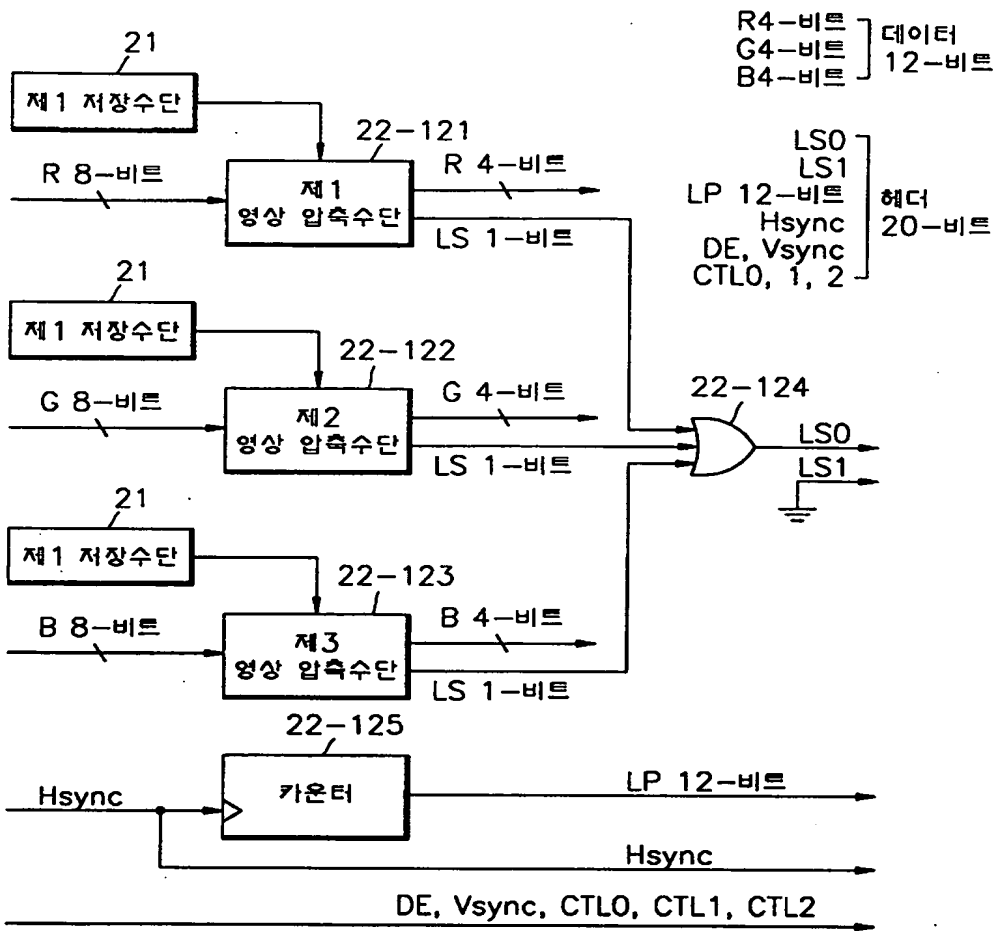 R4-비트
G4-비트
B4-비트
데이터
12-비트
LS0
LS1
LP 12-비트
Hsync
DE, Vsync
CTL0, 1, 2
헤더
20-비트
21
제1 저장수단
22-121
R 8-비트
제1
영상 압축수단
R 4-비트
LS 1-비트
21
제1 저장수단
22-122
G 8-비트
제2
영상 압축수단
G 4-비트
LS 1-비트
22-124
LS0
LS1
21
제1 저장수단
22-123
B 8-비트
제3
영상 압축수단
B 4-비트
LS 1-비트
22-125
Hsync
카운터
LP 12-비트
Hsync
DE, Vsync, CTL0, CTL1, CTL2